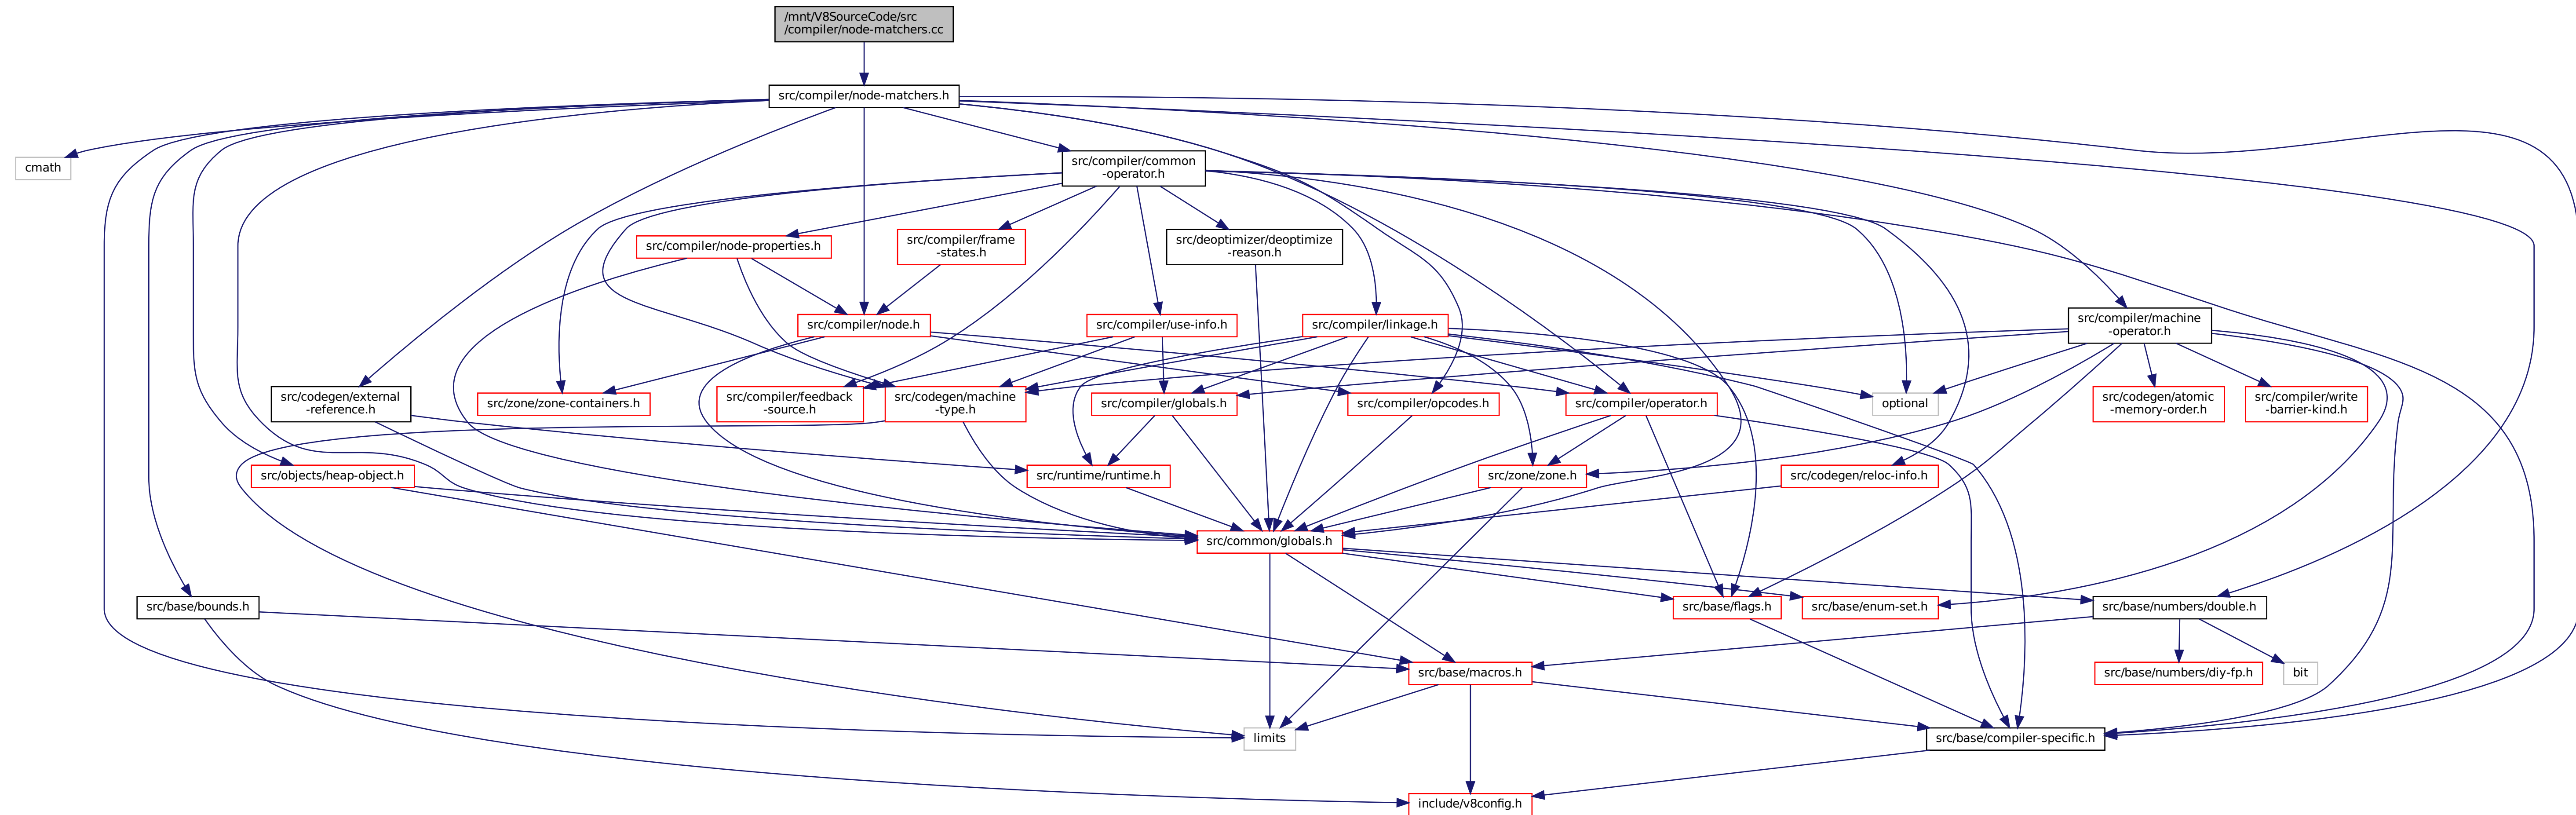 /mnt/V8SourceCode/src
/compiler/node-matchers.cc
src/compiler/node-matchers.h
cmath
src/compiler/common
-operator.h
src/compiler/node-properties.h
src/compiler/frame
-states.h
src/deoptimizer/deoptimize
-reason.h
src/compiler/node.h
src/compiler/use-info.h
src/compiler/linkage.h
src/compiler/machine
-operator.h
src/codegen/external
-reference.h
src/zone/zone-containers.h
src/compiler/feedback
-source.h
src/codegen/machine
-type.h
src/compiler/globals.h
src/compiler/opcodes.h
src/compiler/operator.h
optional
src/codegen/atomic
-memory-order.h
src/compiler/write
-barrier-kind.h
src/objects/heap-object.h
src/runtime/runtime.h
src/zone/zone.h
src/codegen/reloc-info.h
src/common/globals.h
src/base/bounds.h
src/base/flags.h
src/base/enum-set.h
src/base/numbers/double.h
src/base/macros.h
src/base/numbers/diy-fp.h
bit
limits
src/base/compiler-specific.h
include/v8config.h